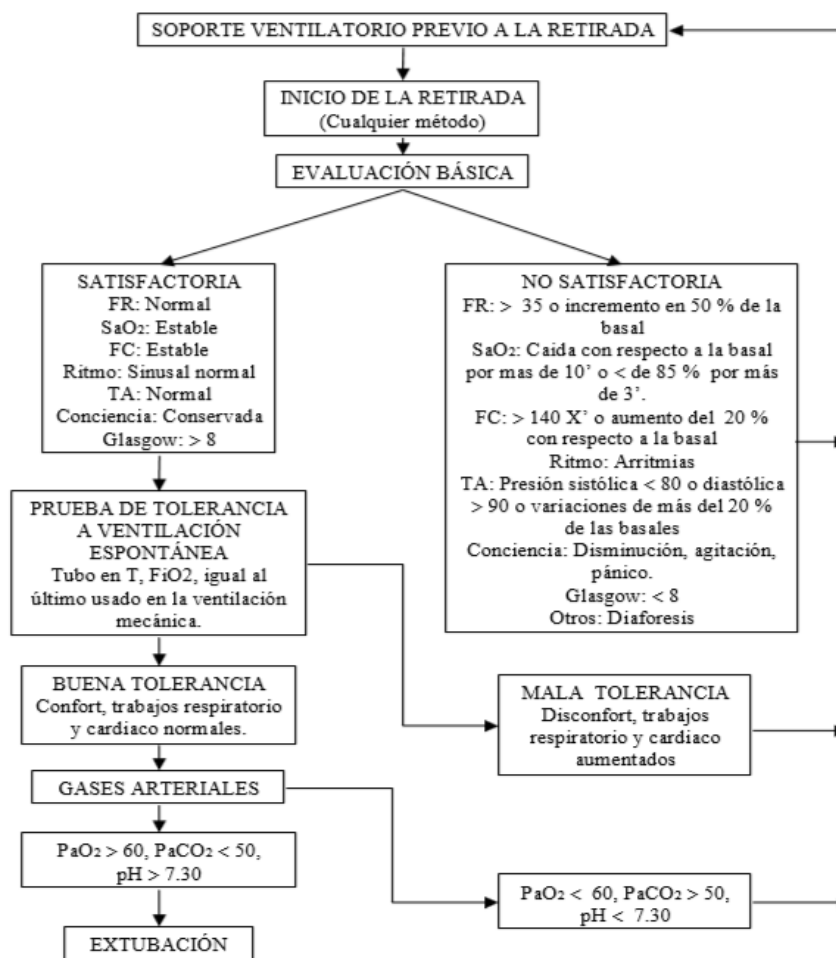 SOPORTE VENTILATORIO PREVIO A LA RETIRADA
INICIO DE LA RETIRADA
(Cualquier método)
EVALUACIÓN BÁSICA
SATISFACTORIA
FR: Normal
SaO₂: Estable
FC: Estable
Ritmo: Sinusal normal
TA: Normal
Conciencia: Conservada
Glasgow: > 8
NO SATISFACTORIA
FR: > 35 o incremento en 50 % de la
basal
SaO₂: Caida con respecto a la basal
por mas de 10’ o < de 85 % por más
de 3’.
FC: > 140 X’ o aumento del 20 %
con respecto a la basal
Ritmo: Arritmias
TA: Presión sistólica < 80 o diastólica
> 90 o variaciones de más del 20 %
de las basales
Conciencia: Disminución, agitación,
pánico.
Glasgow: < 8
Otros: Diaforesis
PRUEBA DE TOLERANCIA
A VENTILACIÓN
ESPONTÁNEA
Tubo en T, FiO2, igual al
último usado en la ventilación
mecánica.
BUENA TOLERANCIA
Confort, trabajos respiratorio
y cardiaco normales.
MALA TOLERANCIA
Disconfort, trabajos
respiratorio y cardiaco
aumentados
GASES ARTERIALES
PaO₂ > 60, PaCO₂ < 50,
pH > 7.30
PaO₂ < 60, PaCO₂ > 50,
pH < 7.30
EXTUBACIÓN